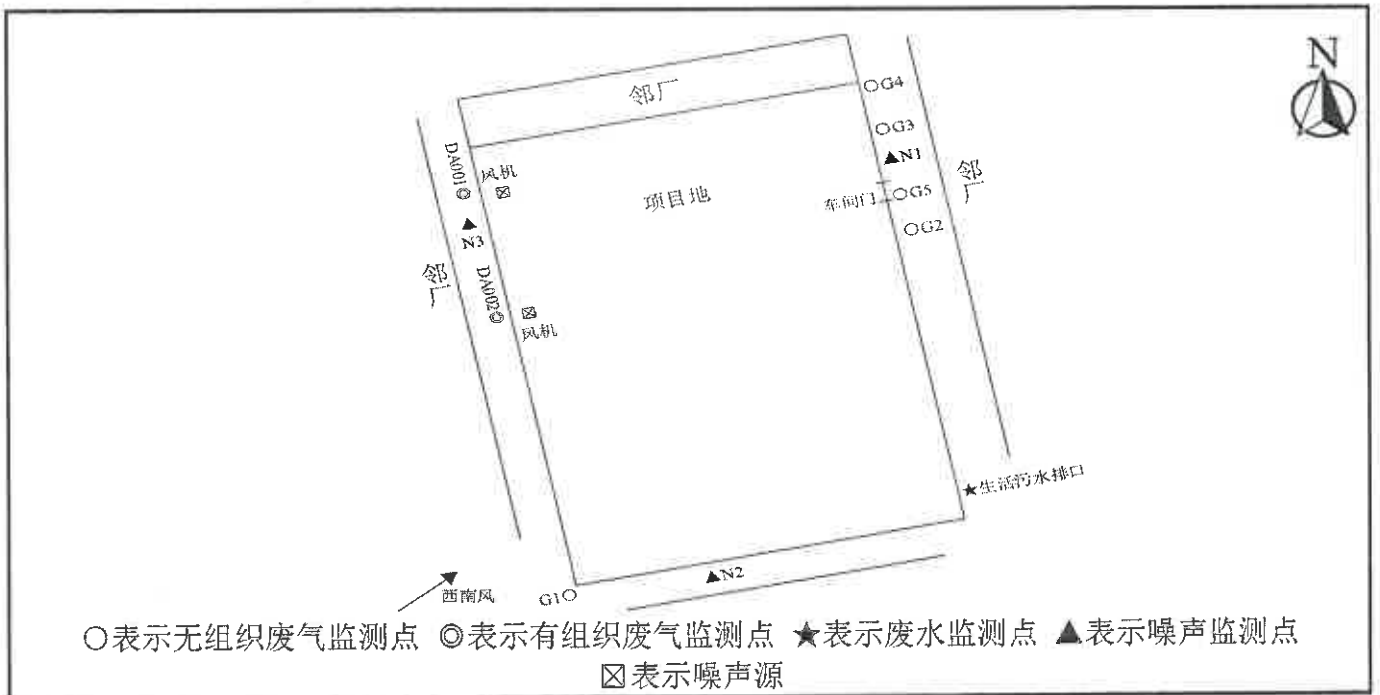 N
邻厂
○G4
○G3
▲N1
邻厂
车间门
○G5
○G2
项目地
DA001◎
风机
▲
N3
邻厂
DA002◎
风机
★生活污水排口
▲N2
西南风
G1○
○表示无组织废气监测点 ◎表示有组织废气监测点 ★表示废水监测点 ▲表示噪声监测点
☒表示噪声源